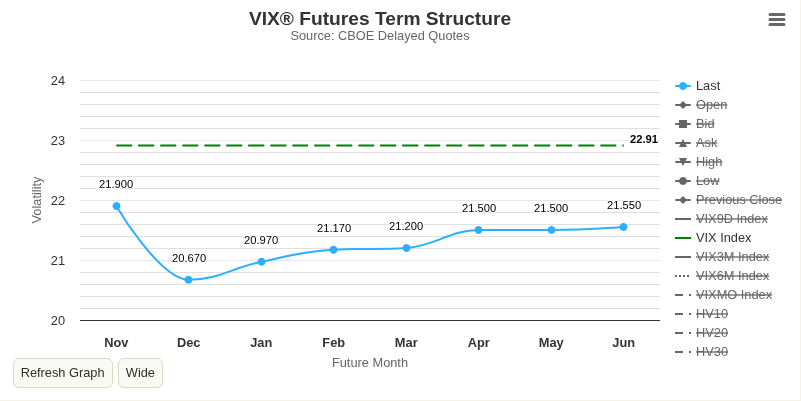 VIX® Futures Term Structure
Source: CBOE Delayed Quotes
24
23
22
21
20
Volatility
22.91
21.900
20.670
20.970
21.170
21.200
21.500
21.500
21.550
Nov Dec Jan Feb Mar Apr May Jun
Future Month
Last
Open
Bid
Ask
High
Low
Previous Close
VIX9D Index
VIX Index
VIX3M Index
VIX6M Index
VIXMO Index
HV10
HV20
HV30
Refresh Graph Wide